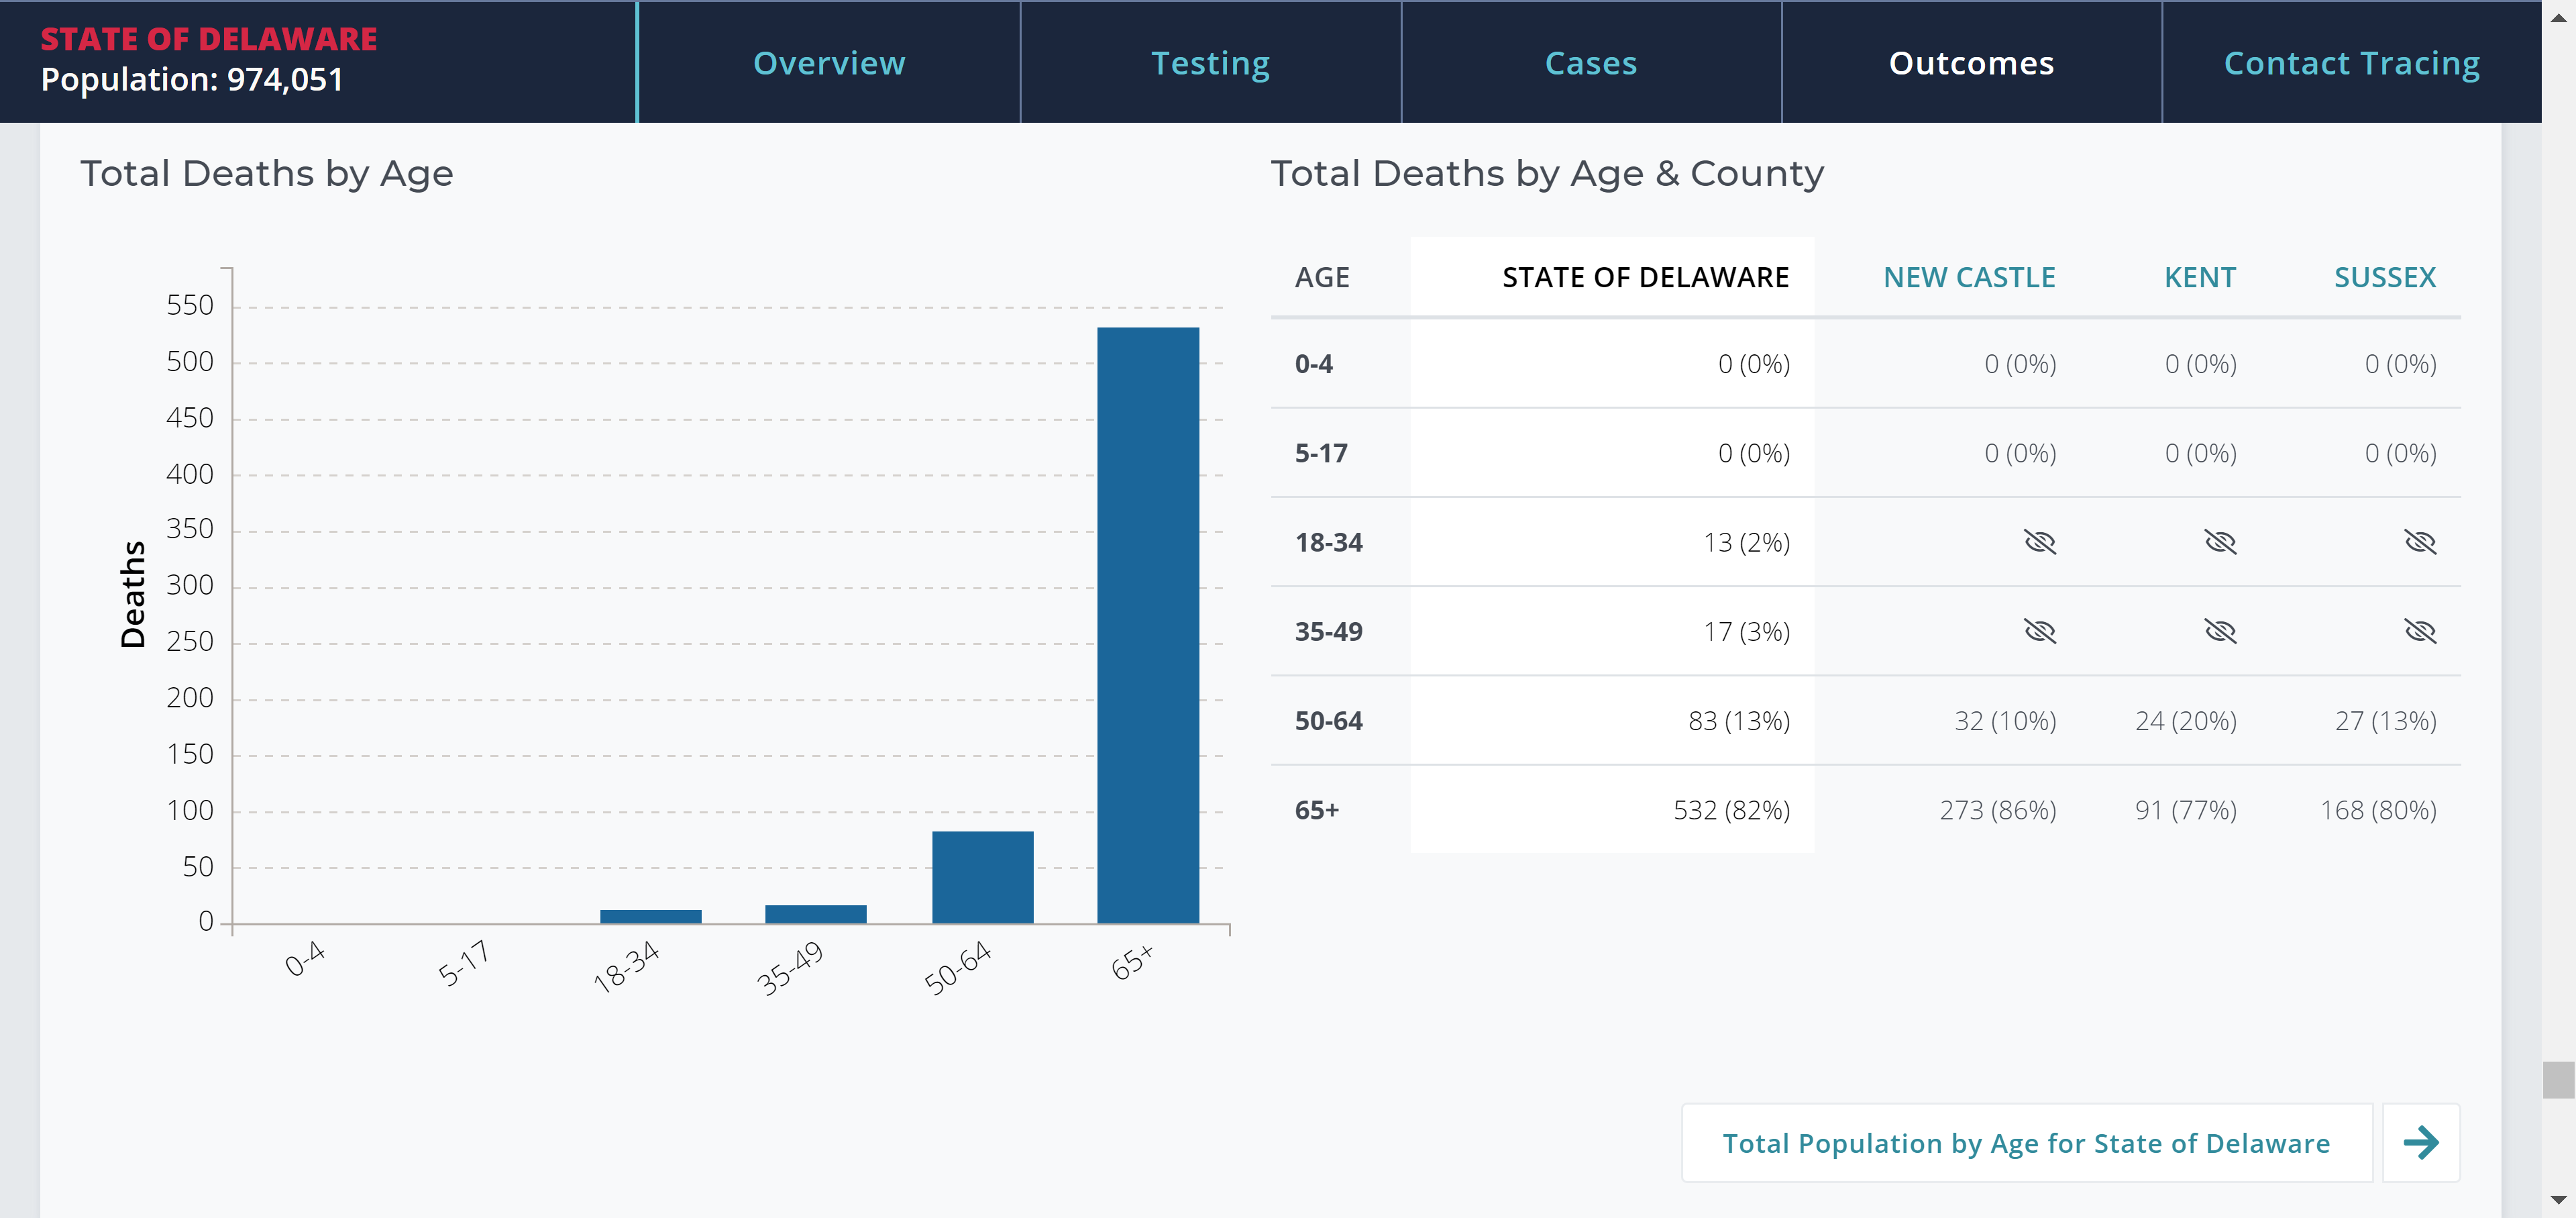 STATE OF DELAWARE
Population: 974,051
Overview
Testing
Cases
Outcomes
Contact Tracing
Total Deaths by Age
Deaths
550
500
450
400
350
300
250
200
150
100
50
0
0-4
5-17
18-34
35-49
50-64
65+
Total Deaths by Age & County
AGE STATE OF DELAWARE NEW CASTLE KENT SUSSEX
0-4 0 (0%) 0 (0%) 0 (0%) 0 (0%)
5-17 0 (0%) 0 (0%) 0 (0%) 0 (0%)
18-34 13 (2%)
35-49 17 (3%)
50-64 83 (13%) 32 (10%) 24 (20%) 27 (13%)
65+ 532 (82%) 273 (86%) 91 (77%) 168 (80%)
Total Population by Age for State of Delaware